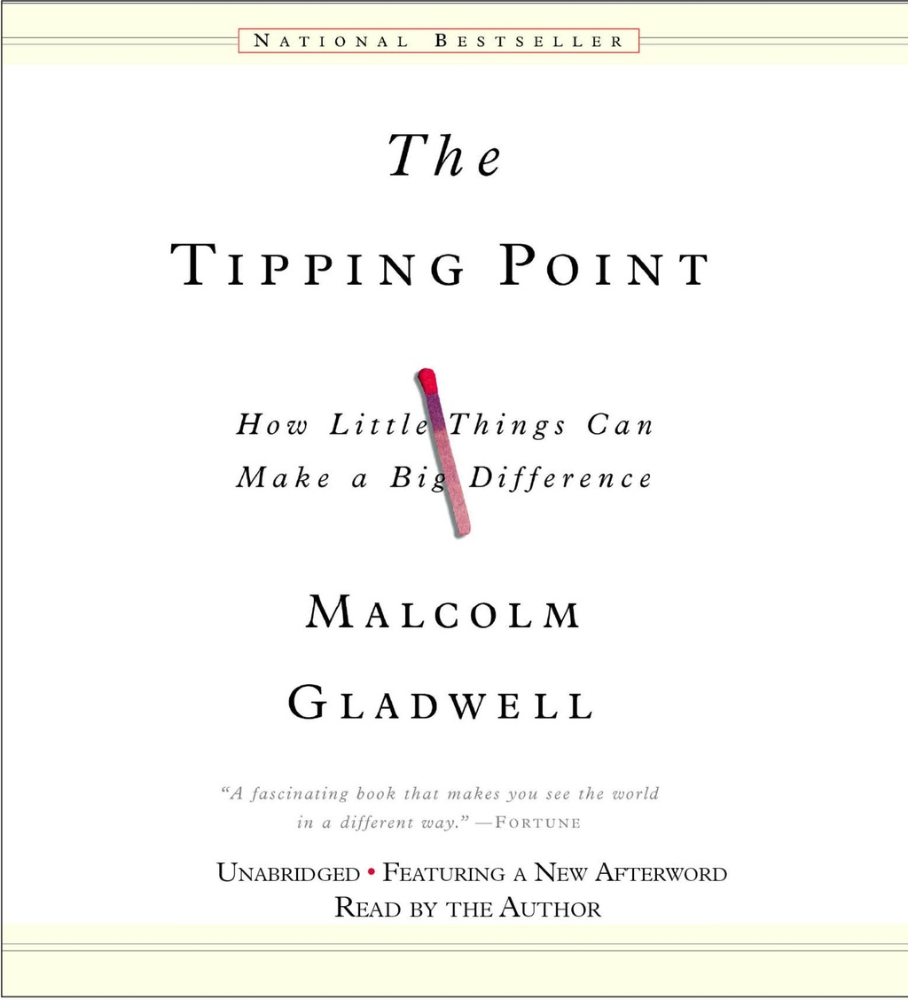 NATIONAL BESTSELLER
The
TIPPING POINT
How Little Things Can
Make a Big Difference
MALCOLM
GLADWELL
“A fascinating book that makes you see the world
in a different way.” —FORTUNE
UNABRIDGED • FEATURING A NEW AFTERWORD
READ BY THE AUTHOR